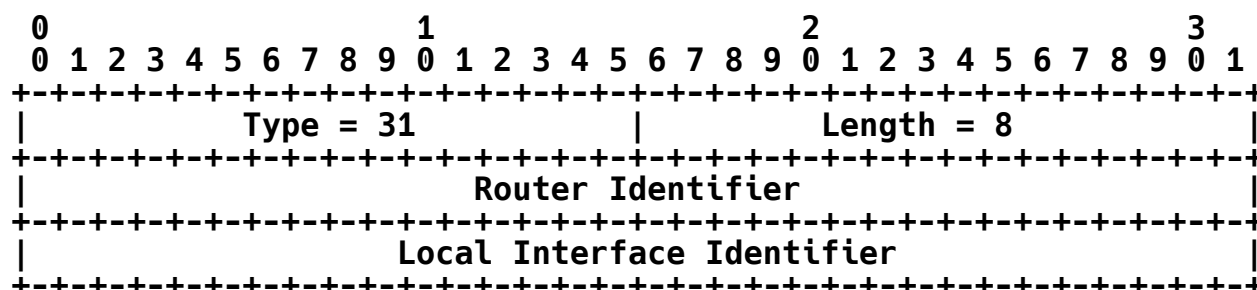 0                   1                   2                   3
 0 1 2 3 4 5 6 7 8 9 0 1 2 3 4 5 6 7 8 9 0 1 2 3 4 5 6 7 8 9 0 1
+-+-+-+-+-+-+-+-+-+-+-+-+-+-+-+-+-+-+-+-+-+-+-+-+-+-+-+-+-+-+-+-+
|           Type = 31           |         Length = 8            |
+-+-+-+-+-+-+-+-+-+-+-+-+-+-+-+-+-+-+-+-+-+-+-+-+-+-+-+-+-+-+-+-+
|                       Router Identifier                       |
+-+-+-+-+-+-+-+-+-+-+-+-+-+-+-+-+-+-+-+-+-+-+-+-+-+-+-+-+-+-+-+-+
|                   Local Interface Identifier                  |
+-+-+-+-+-+-+-+-+-+-+-+-+-+-+-+-+-+-+-+-+-+-+-+-+-+-+-+-+-+-+-+-+